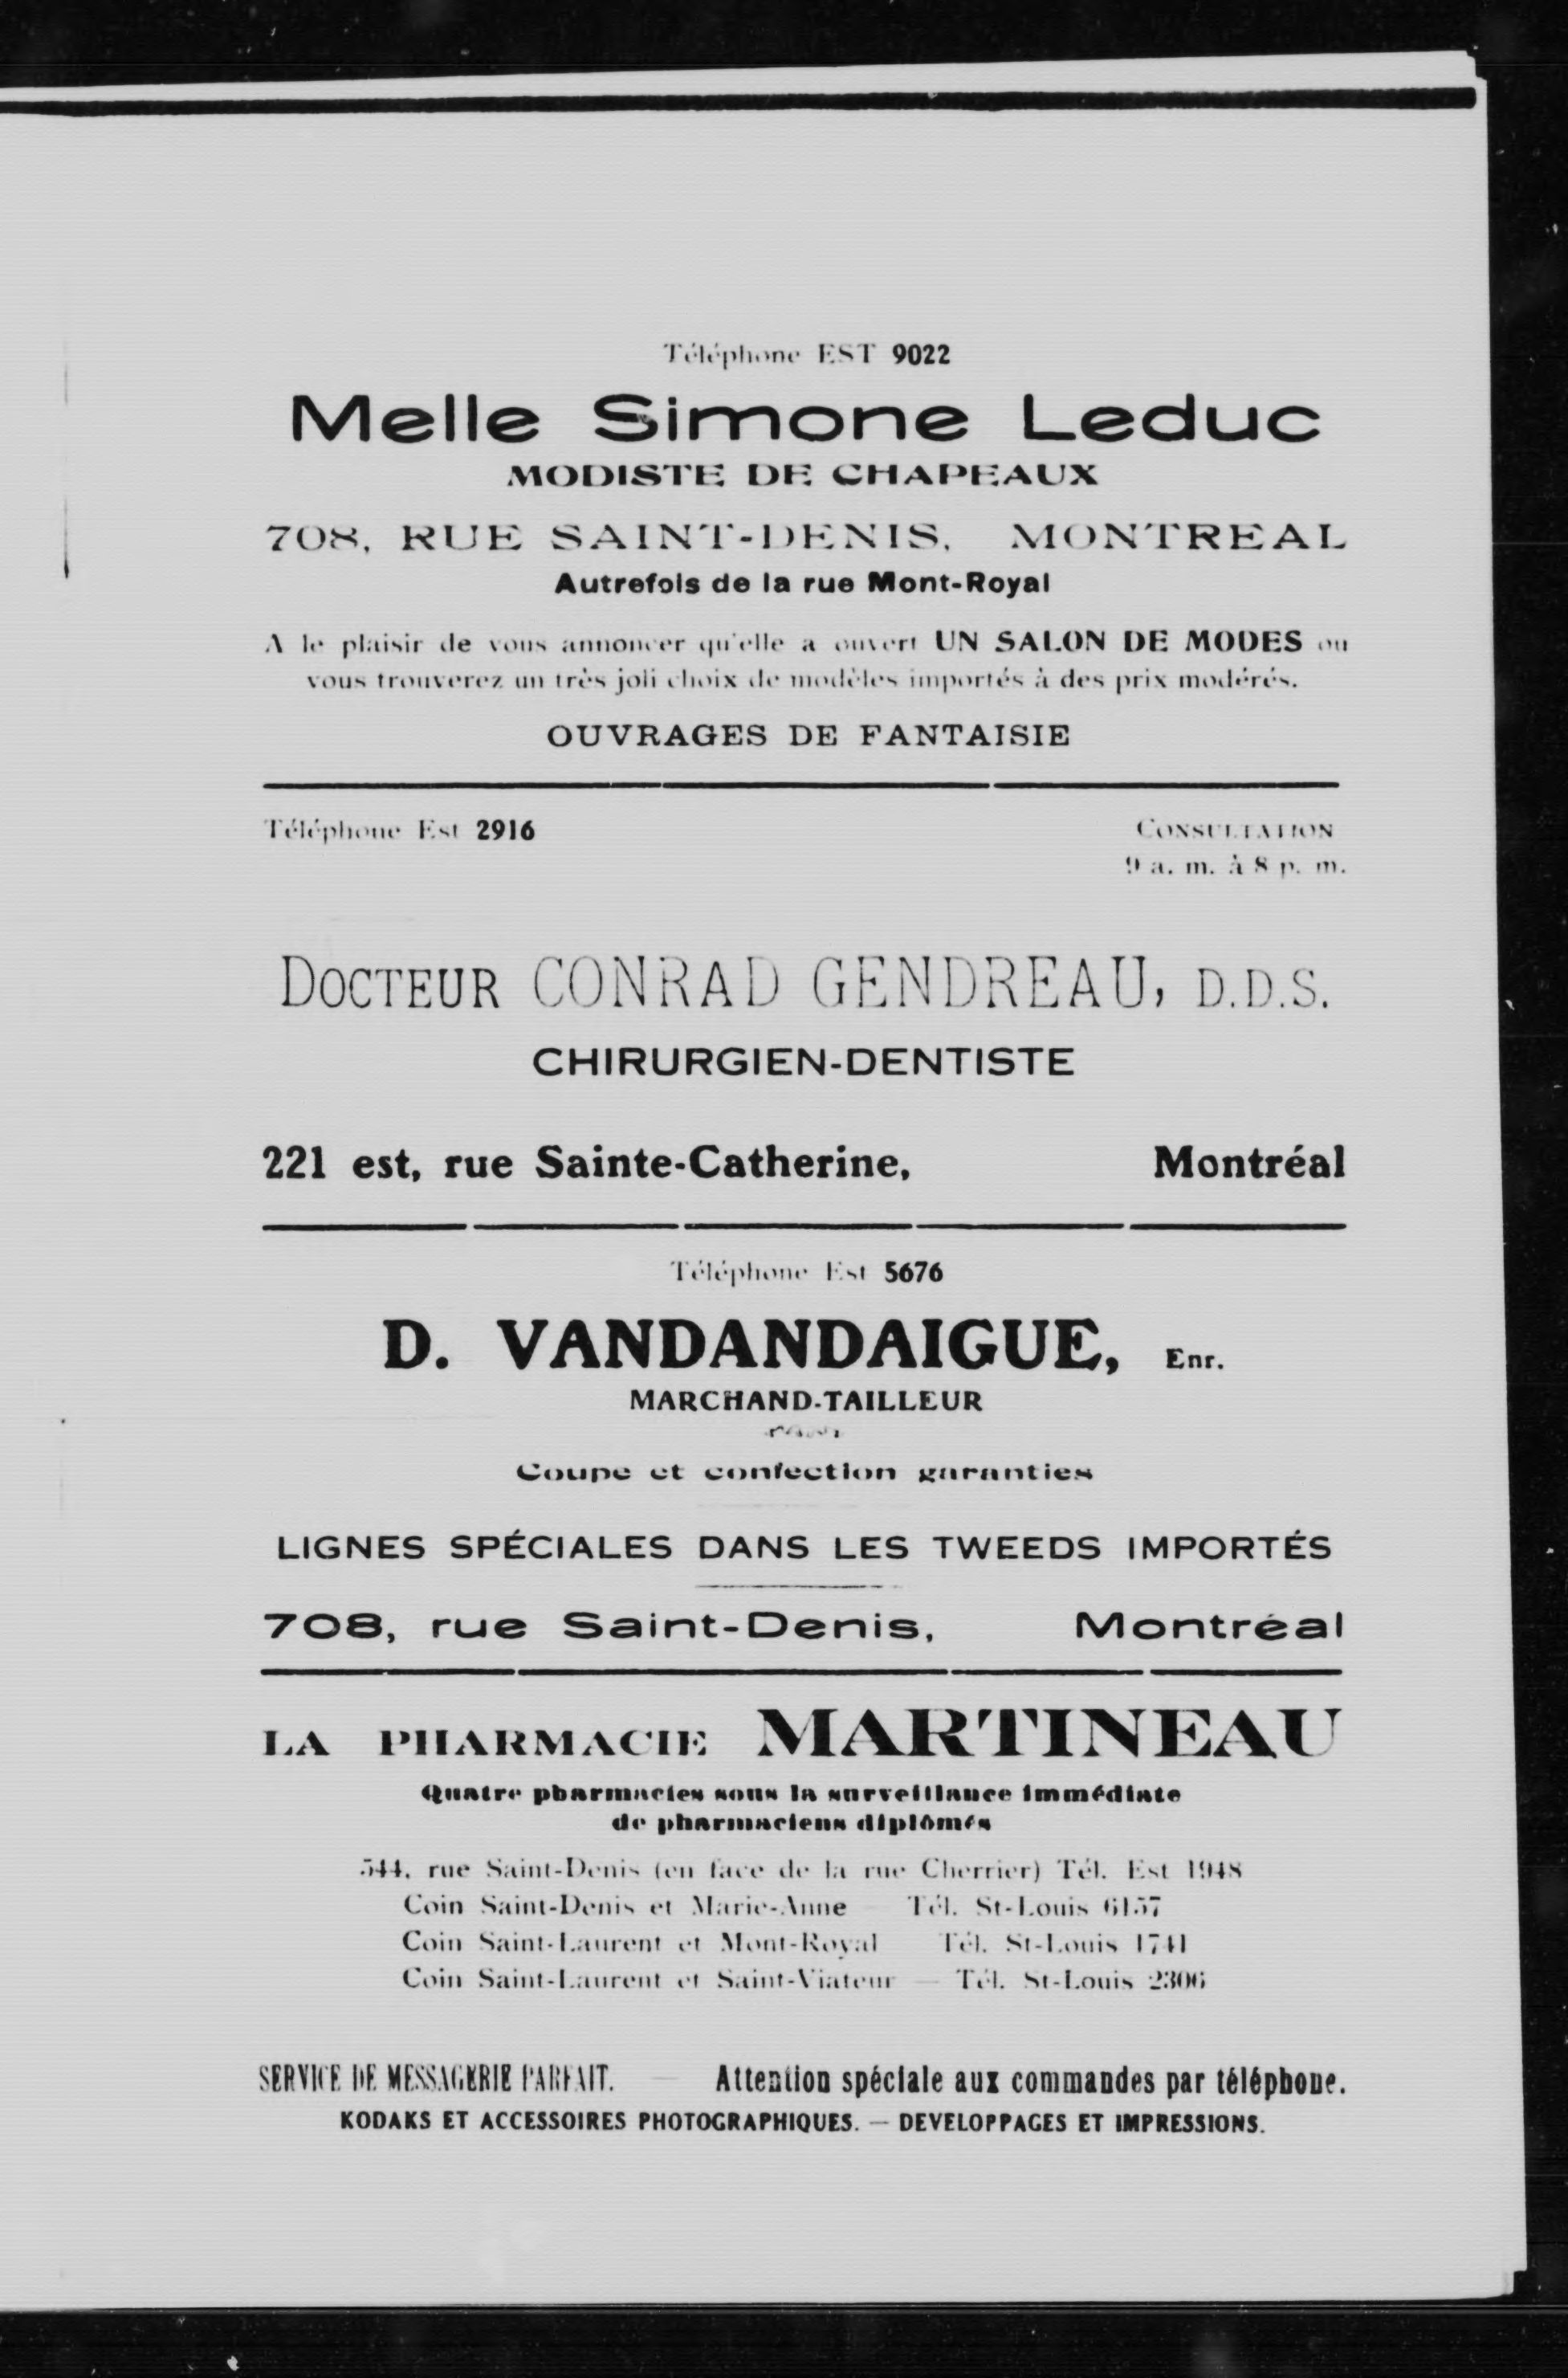 Téléphone EST 9022
Melle Simone Leduc
MODISTE DE CHAPEAUX
708, RUE SAINT-DENIS, MONTREAL
Autrefois de la rue Mont-Royal
A le plaisir de vous annoncer qu'elle a ouvert UN SALON DE MODES ou
vous trouverez un très joli choix de modèles importés à des prix modérés.
OUVRAGES DE FANTAISIE
Téléphone Est 2916 CONSULTATION
9 a. m. à 8 p. m.
DOCTEUR CONRAD GENDREAU, D.D.S.
CHIRURGIEN-DENTISTE
221 est, rue Sainte-Catherine, Montréal
Téléphone Est 5676
D. VANDANDAIGUE, Enr.
MARCHAND-TAILLEUR
Coupe et confection garanties
LIGNES SPÉCIALES DANS LES TWEEDS IMPORTÉS
708, rue Saint-Denis, Montréal
LA PHARMACIE MARTINEAU
Quatre pharmacies sous la surveillance immédiate
de pharmaciens diplômés
544, rue Saint-Denis (en face de la rue Cherrier) Tél. Est 1948
Coin Saint-Denis et Marie-Anne — Tél. St-Louis 6157
Coin Saint-Laurent et Mont-Royal Tél. St-Louis 1741
Coin Saint-Laurent et Saint-Viateur — Tél. St-Louis 2306
SERVICE DE MESSAGERIE PARFAIT. — Attention spéciale aux commandes par téléphone.
KODAKS ET ACCESSOIRES PHOTOGRAPHIQUES. — DEVELOPPAGES ET IMPRESSIONS.